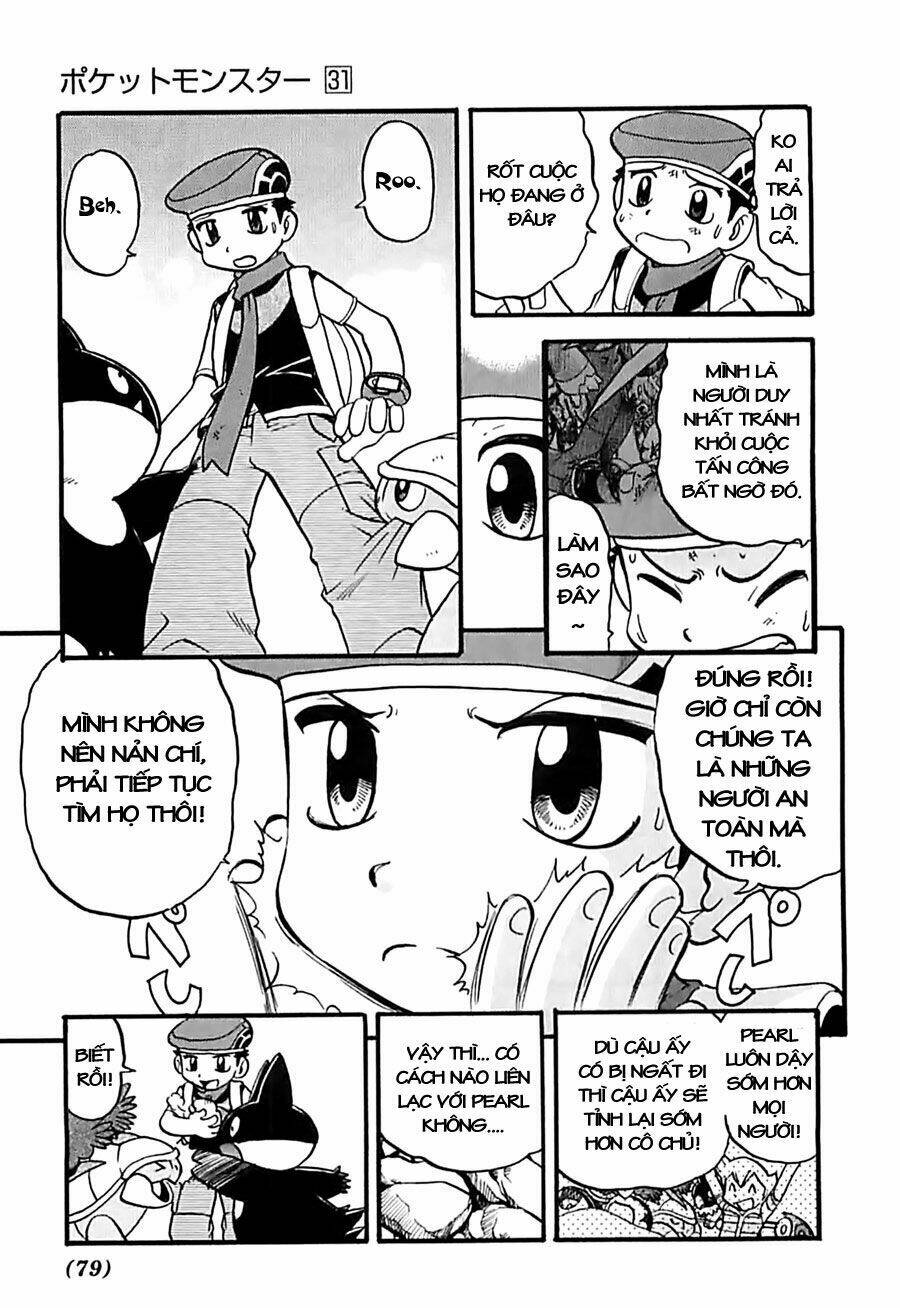 ポケットモンスター 31
KO
AI
TRẢ
LỜI
CẢ.
RỐT CUỘC
HỌ ĐANG Ở
ĐÂU?
MÌNH LÀ
NGƯỜI DUY
NHẤT TRÁNH
KHỎI CUỘC
TẤN CÔNG
BẤT NGỜ ĐÓ.
LÀM
SAO
ĐÂY
~
Roo.
Beh.
ĐÚNG RỒI!
GIỜ CHỈ CÒN
CHÚNG TA
LÀ NHỮNG
NGƯỜI AN
TOÀN MÀ
THÔI.
MÌNH KHÔNG
NÊN NẢN CHÍ,
PHẢI TIẾP TỤC
TÌM HỌ THÔI!
ペし
ペし
PEARL
LUÔN DẬY
SỚM HƠN
MỌI
NGƯỜI!
DÙ CẬU ẤY
CÓ BỊ NGẤT ĐI
THÌ CẬU ẤY SẼ
TỈNH LẠI SỚM
HƠN CÔ CHỦ!
VẬY THÌ... CÓ
CÁCH NÀO LIÊN
LẠC VỚI PEARL
KHÔNG....
BIẾT
RỒI!
(79)